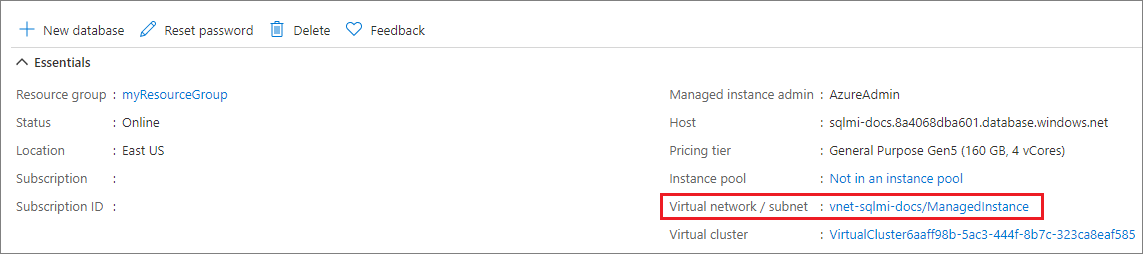 New database Reset password Delete Feedback
Essentials
Resource group : myResourceGroup
Status : Online
Location : East US
Subscription :
Subscription ID :
Managed instance admin : AzureAdmin
Host : sqlmi-docs.8a4068dba601.database.windows.net
Pricing tier : General Purpose Gen5 (160 GB, 4 vCores)
Instance pool : Not in an instance pool
Virtual network / subnet : vnet-sqlmi-docs/ManagedInstance
Virtual cluster : VirtualCluster6aaff98b-5ac3-444f-8b7c-323ca8eaf585